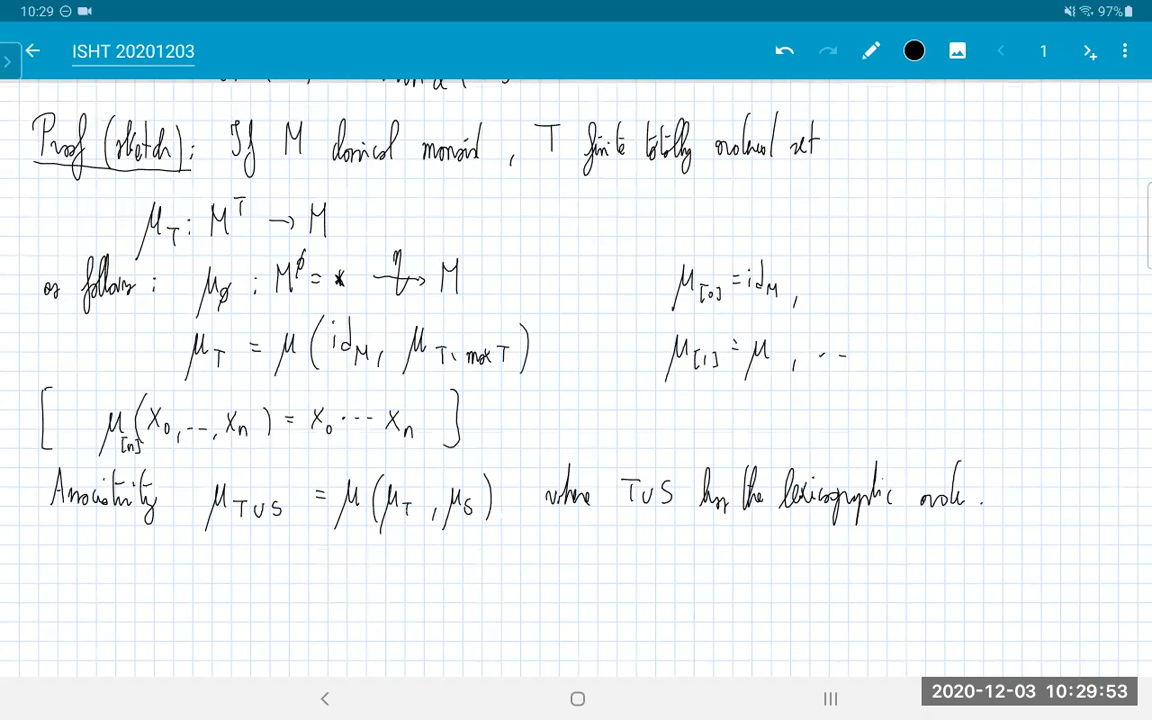 10:29 97%
ISHT 20201203 1
Proof (sketch): If M classical monoid, T finite totally ordered set
μ_T : M^T → M
as follows: μ_∅ : M^∅ = * →^η M μ_[0] = id_M,
μ_T = μ(id_M, μ_{T∖max T}) μ_[1] = μ, ...
[ μ_[n](x_0, ..., x_n) = x_0 ··· x_n ]
Associativity μ_{T∪S} = μ(μ_T, μ_S) where T∪S has the lexicographic order.
2020-12-03 10:29:53